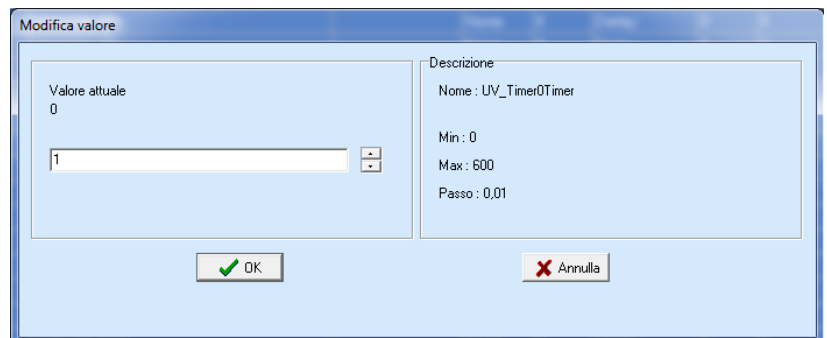 Modifica valore
Valore attuale
0
1
Descrizione
Nome : UV_Timer0Timer
Min : 0
Max : 600
Passo : 0,01
OK
Annulla